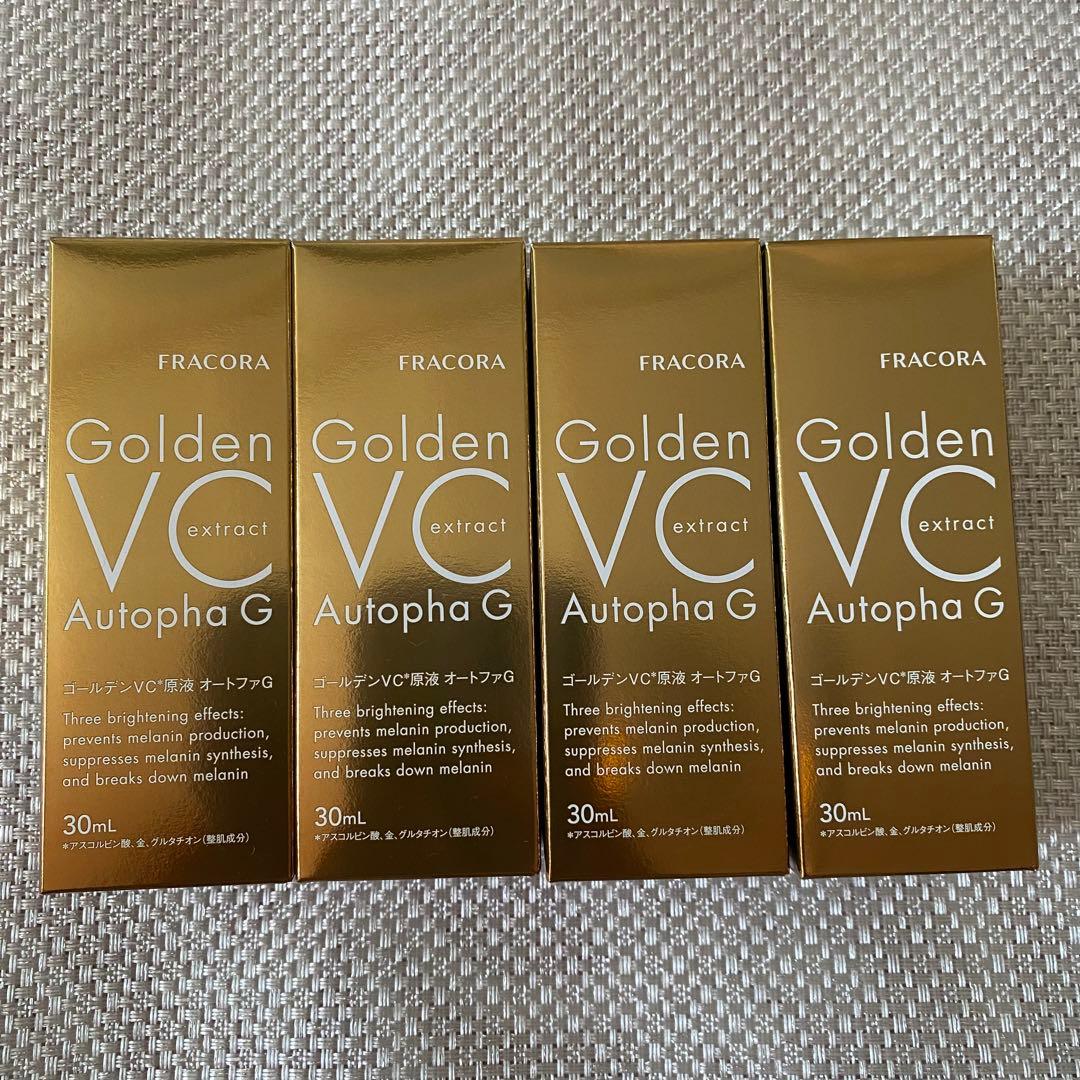 FRACORA
Golden
VC extract
Autopha G
ゴールデンVC*原液 オートファG
Three brightening effects:
prevents melanin production,
suppresses melanin synthesis,
and breaks down melanin
30mL
*アスコルビン酸、金、グルタチオン(整肌成分)
FRACORA
Golden
VC extract
Autopha G
ゴールデンVC*原液 オートファG
Three brightening effects:
prevents melanin production,
suppresses melanin synthesis,
and breaks down melanin
30mL
*アスコルビン酸、金、グルタチオン(整肌成分)
FRACORA
Golden
VC extract
Autopha G
ゴールデンVC*原液 オートファG
Three brightening effects:
prevents melanin production,
suppresses melanin synthesis,
and breaks down melanin
30mL
*アスコルビン酸、金、グルタチオン(整肌成分)
FRACORA
Golden
VC extract
Autopha G
ゴールデンVC*原液 オートファG
Three brightening effects:
prevents melanin production,
suppresses melanin synthesis,
and breaks down melanin
30mL
*アスコルビン酸、金、グルタチオン(整肌成分)